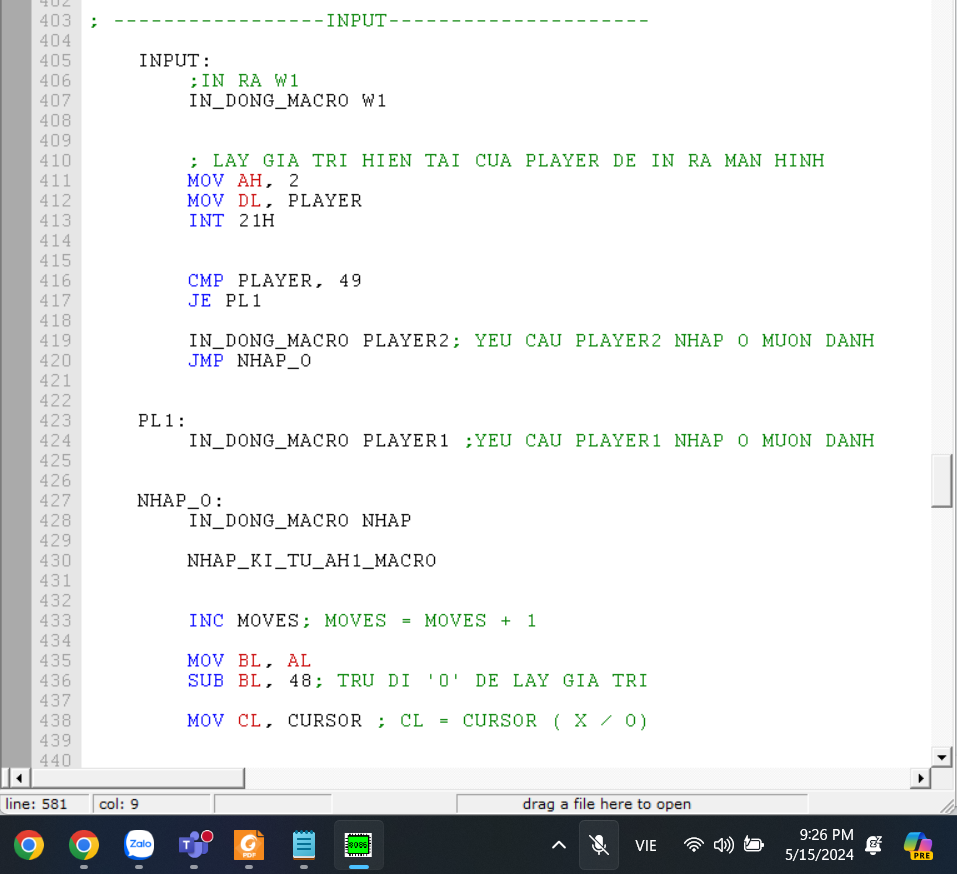 402
403 ; -----------------INPUT---------------------
404
405 INPUT:
406 ;IN RA W1
407 IN_DONG_MACRO W1
408
409
410 ; LAY GIA TRI HIEN TAI CUA PLAYER DE IN RA MAN HINH
411 MOV AH, 2
412 MOV DL, PLAYER
413 INT 21H
414
415
416 CMP PLAYER, 49
417 JE PL1
418
419 IN_DONG_MACRO PLAYER2; YEU CAU PLAYER2 NHAP O MUON DANH
420 JMP NHAP_O
421
422
423 PL1:
424 IN_DONG_MACRO PLAYER1 ;YEU CAU PLAYER1 NHAP O MUON DANH
425
426
427 NHAP_O:
428 IN_DONG_MACRO NHAP
429
430 NHAP_KI_TU_AH1_MACRO
431
432
433 INC MOVES; MOVES = MOVES + 1
434
435 MOV BL, AL
436 SUB BL, 48; TRU DI '0' DE LAY GIA TRI
437
438 MOV CL, CURSOR ; CL = CURSOR ( X / O)
439
440
line: 581 col: 9 drag a file here to open
Zalo
T
PDF
8086
VIE
9:26 PM
5/15/2024
PRE